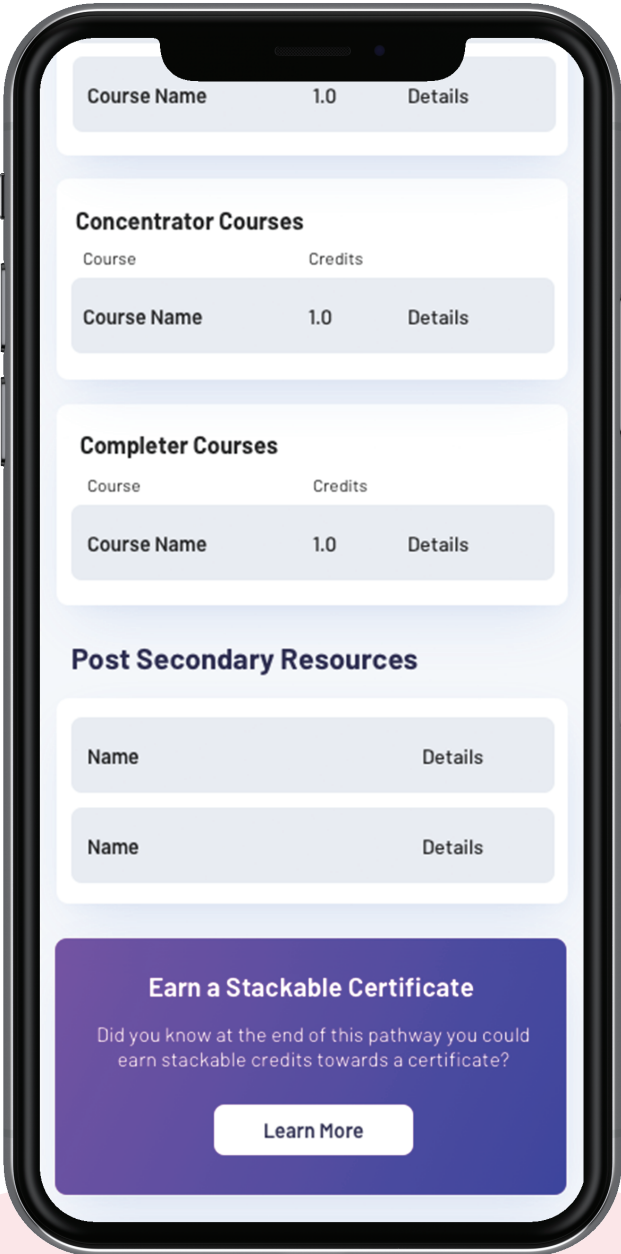 Course Name 1.0 Details
Concentrator Courses
Course Credits
Course Name 1.0 Details
Completer Courses
Course Credits
Course Name 1.0 Details
Post Secondary Resources
Name Details
Name Details
Earn a Stackable Certificate
Did you know at the end of this pathway you could
earn stackable credits towards a certificate?
Learn More